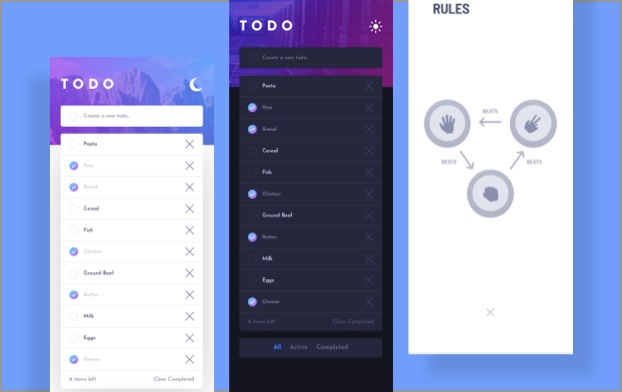 TODO
Create a new todo..
Pasta
Rice
Bread
Cereal
Fish
Chicken
Ground Beef
Butter
Milk
Eggs
Cheese
6 items left Clear Completed
TODO
Create a new todo..
Pasta
Rice
Bread
Cereal
Fish
Chicken
Ground Beef
Butter
Milk
Eggs
Cheese
6 items left Clear Completed
All Active Completed
RULES
BEATS
BEATS BEATS